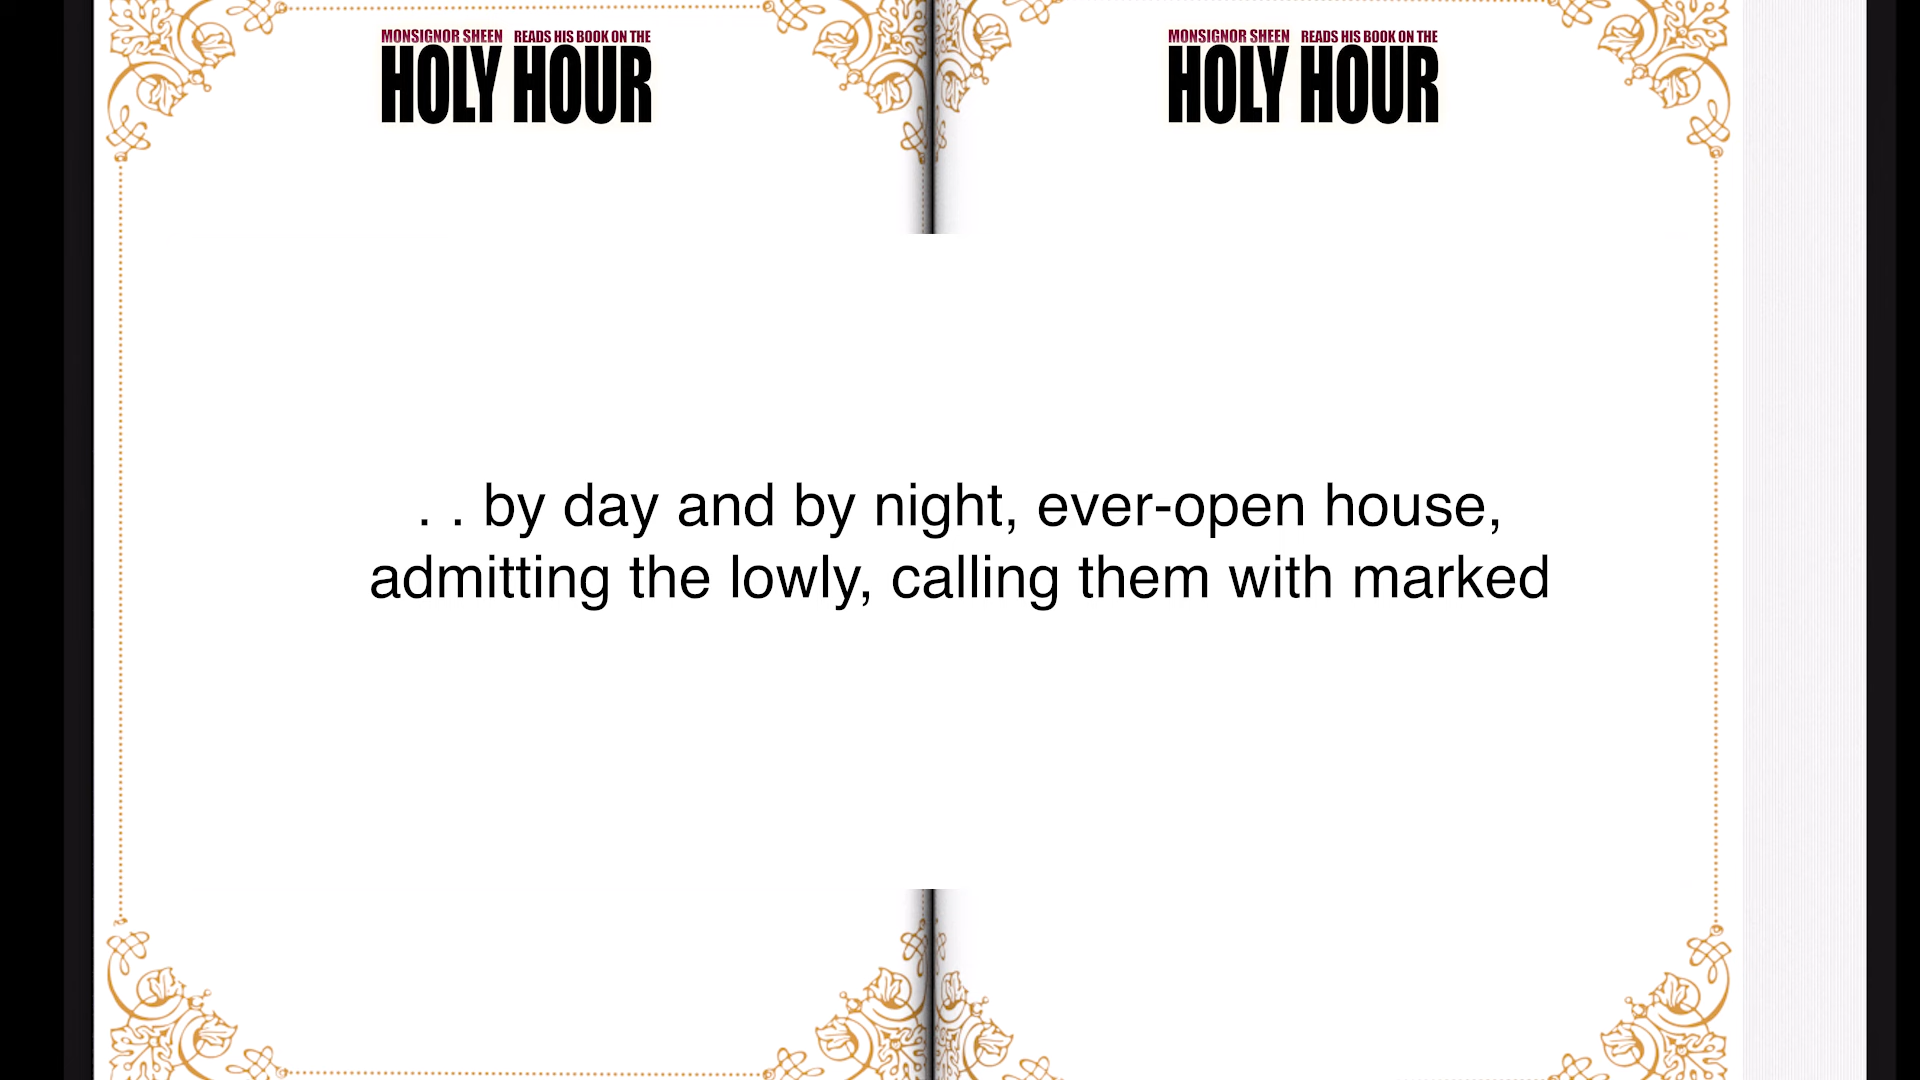 MONSIGNOR SHEEN READS HIS BOOK ON THE
HOLY HOUR
MONSIGNOR SHEEN READS HIS BOOK ON THE
HOLY HOUR
. . by day and by night, ever-open house,
admitting the lowly, calling them with marked